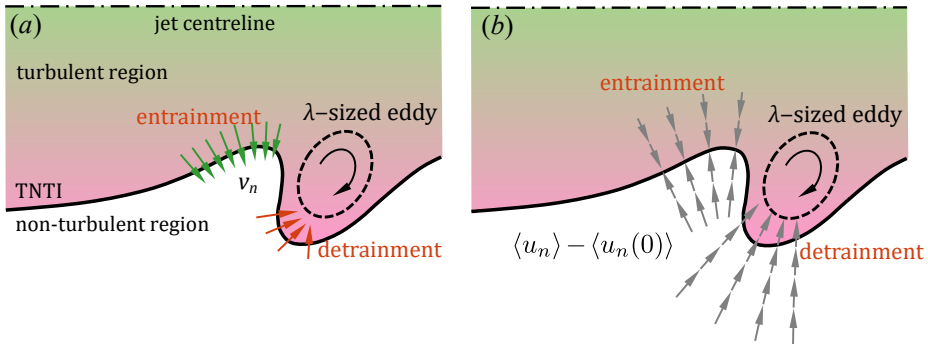 (a)
jet centreline
turbulent region
entrainment
λ−sized eddy
v_n
TNTI
non−turbulent region
detrainment
(b)
entrainment
λ−sized eddy
⟨u_n⟩ − ⟨u_n(0)⟩
detrainment